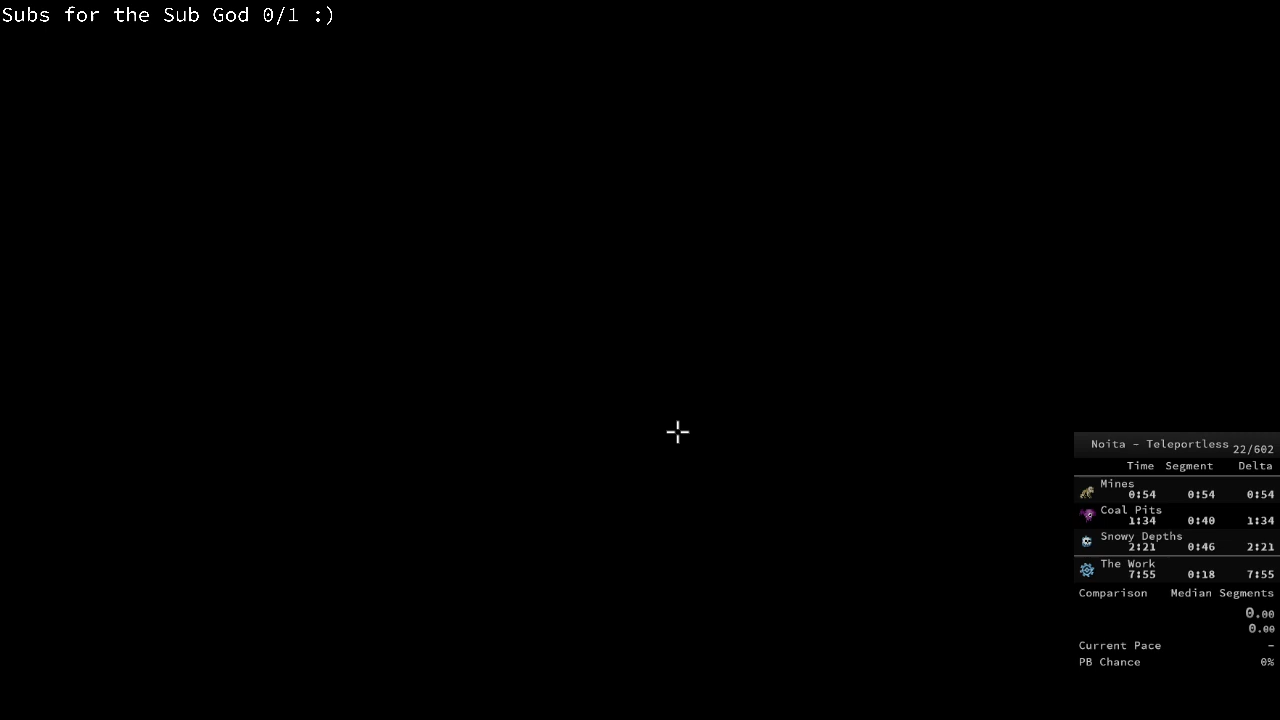 Subs for the Sub God 0/1 :)
Noita - Teleportless 22/602
Time Segment Delta
Mines
0:54 0:54 0:54
Coal Pits
1:34 0:40 1:34
Snowy Depths
2:21 0:46 2:21
The Work
7:55 0:18 7:55
Comparison Median Segments
0.00
0.00
Current Pace -
PB Chance 0%